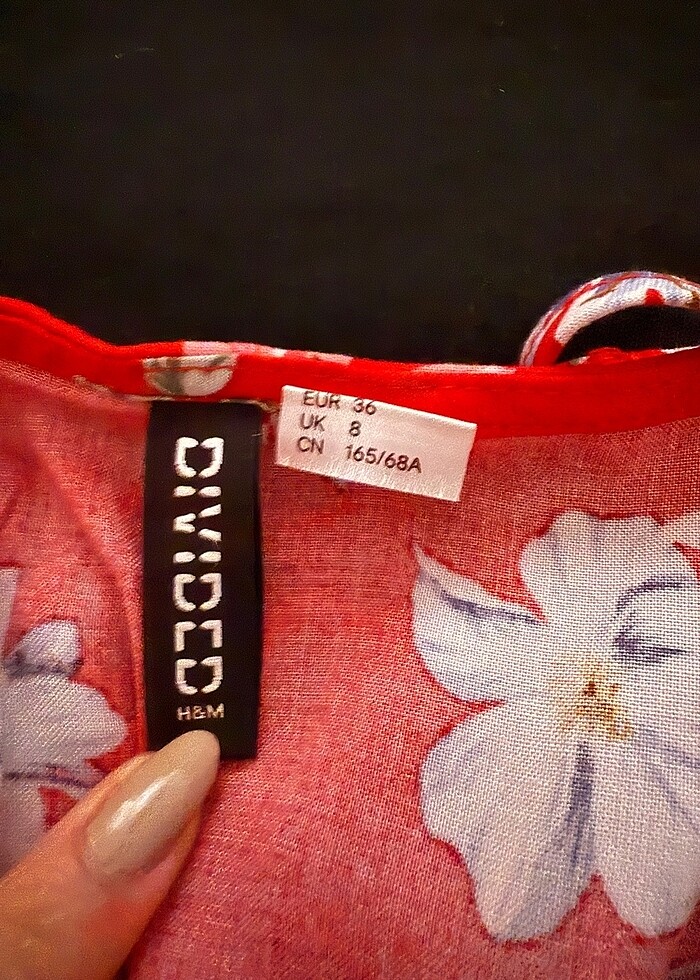 DIVIDED
H&M
EUR 36
UK 8
CN 165/68A